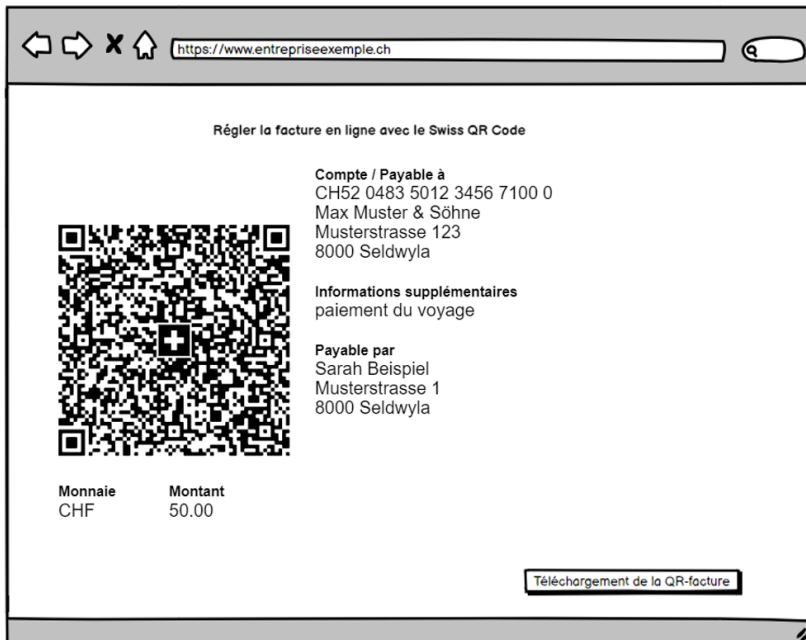 https://www.entrepriseexemple.ch
Régler la facture en ligne avec le Swiss QR Code
Compte / Payable à
CH52 0483 5012 3456 7100 0
Max Muster & Söhne
Musterstrasse 123
8000 Seldwyla
Informations supplémentaires
paiement du voyage
Payable par
Sarah Beispiel
Musterstrasse 1
8000 Seldwyla
Monnaie Montant
CHF 50.00
Téléchargement de la QR-facture